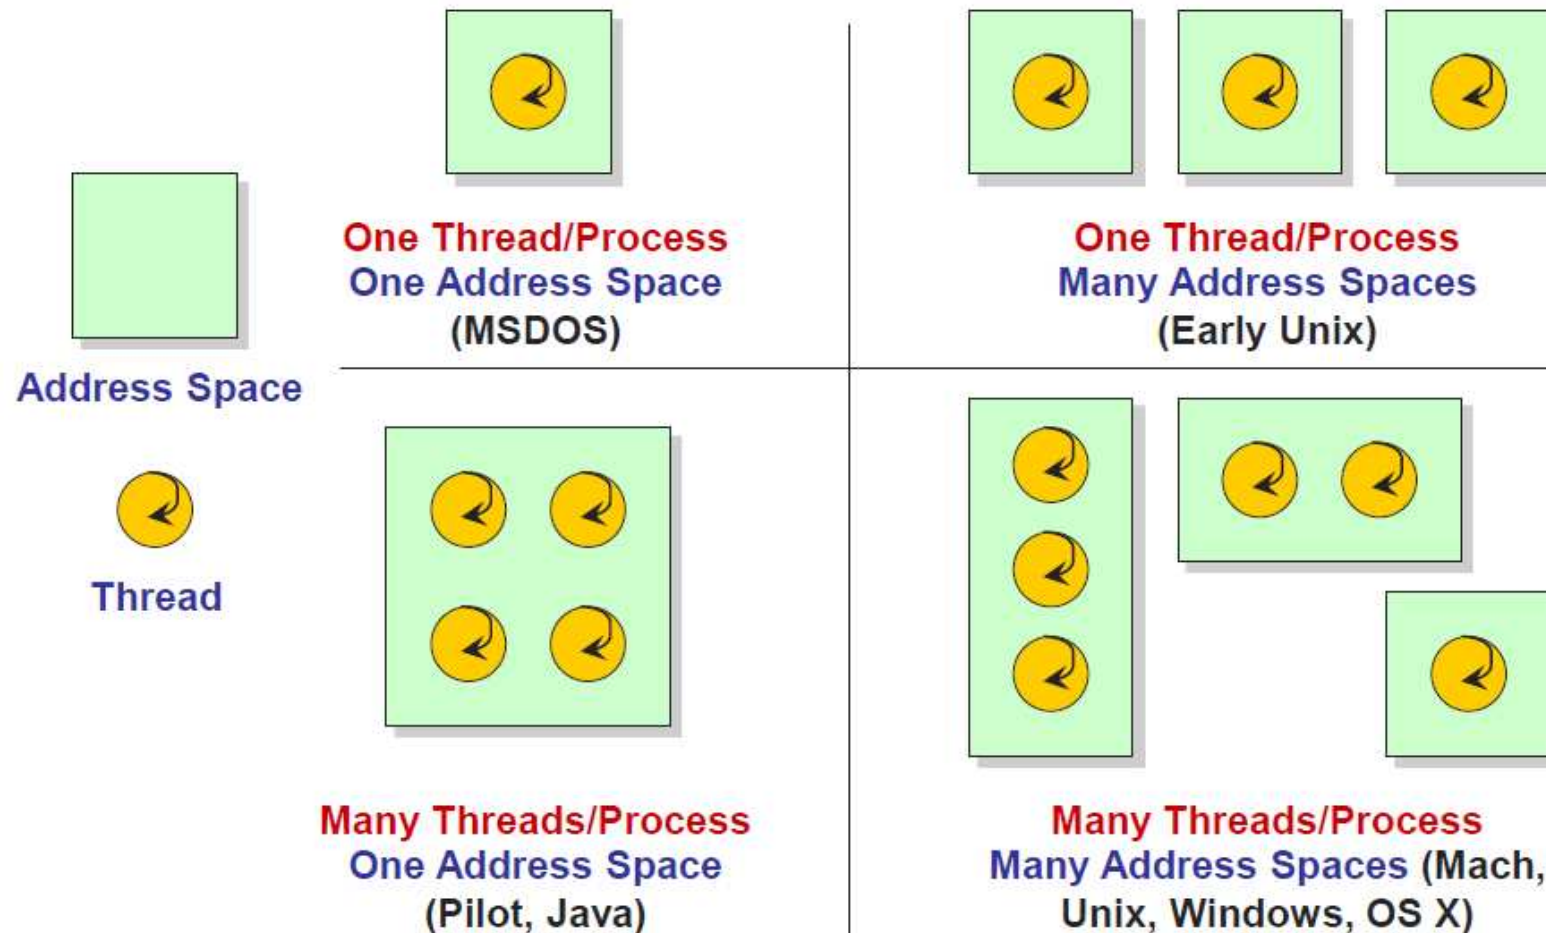 Address Space
Thread
One Thread/Process
One Address Space
(MSDOS)
One Thread/Process
Many Address Spaces
(Early Unix)
Many Threads/Process
One Address Space
(Pilot, Java)
Many Threads/Process
Many Address Spaces (Mach,
Unix, Windows, OS X)